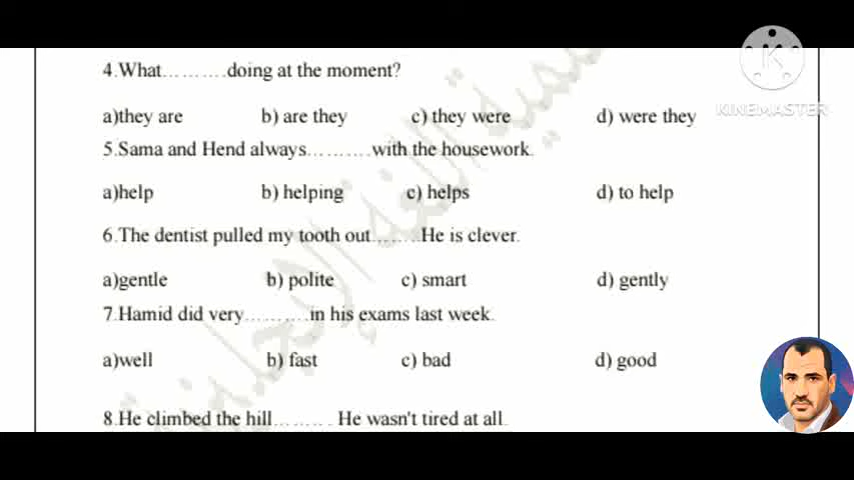 K
KINEMASTER
4.What..........doing at the moment?
a)they are b) are they c) they were d) were they
5.Sama and Hend always..........with the housework.
a)help b) helping c) helps d) to help
6.The dentist pulled my tooth out.......He is clever.
a)gentle b) polite c) smart d) gently
7.Hamid did very..........in his exams last week.
a)well b) fast c) bad d) good
8.He climbed the hill......... He wasn't tired at all.